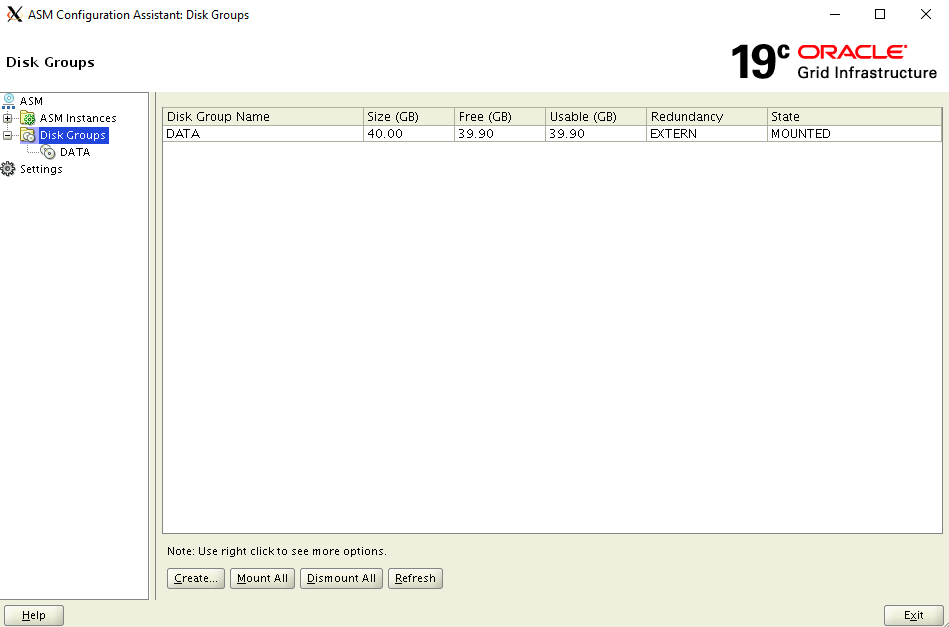 ASM Configuration Assistant: Disk Groups
Disk Groups
19c ORACLE
Grid Infrastructure
ASM
ASM Instances
Disk Groups
DATA
Settings
Disk Group Name Size (GB) Free (GB) Usable (GB) Redundancy State
DATA 40.00 39.90 39.90 EXTERN MOUNTED
Note: Use right click to see more options.
Create... Mount All Dismount All Refresh
Help Exit